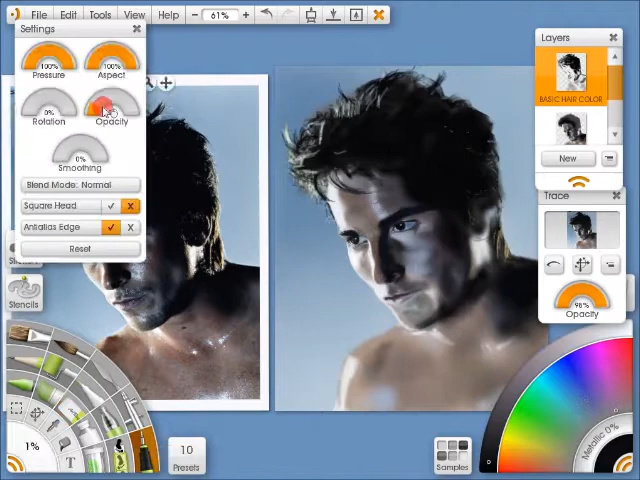 File Edit Tools View Help 61%
Settings
100% 100%
Pressure Aspect
0%
Rotation Opacity
0%
Smoothing
Blend Mode: Normal
Square Head
Antialias Edge
Reset
Stencils
1%
T
10
Presets
Samples
Metallic 0%
Layers
BASIC HAIR COLOR
New
Trace
98%
Opacity